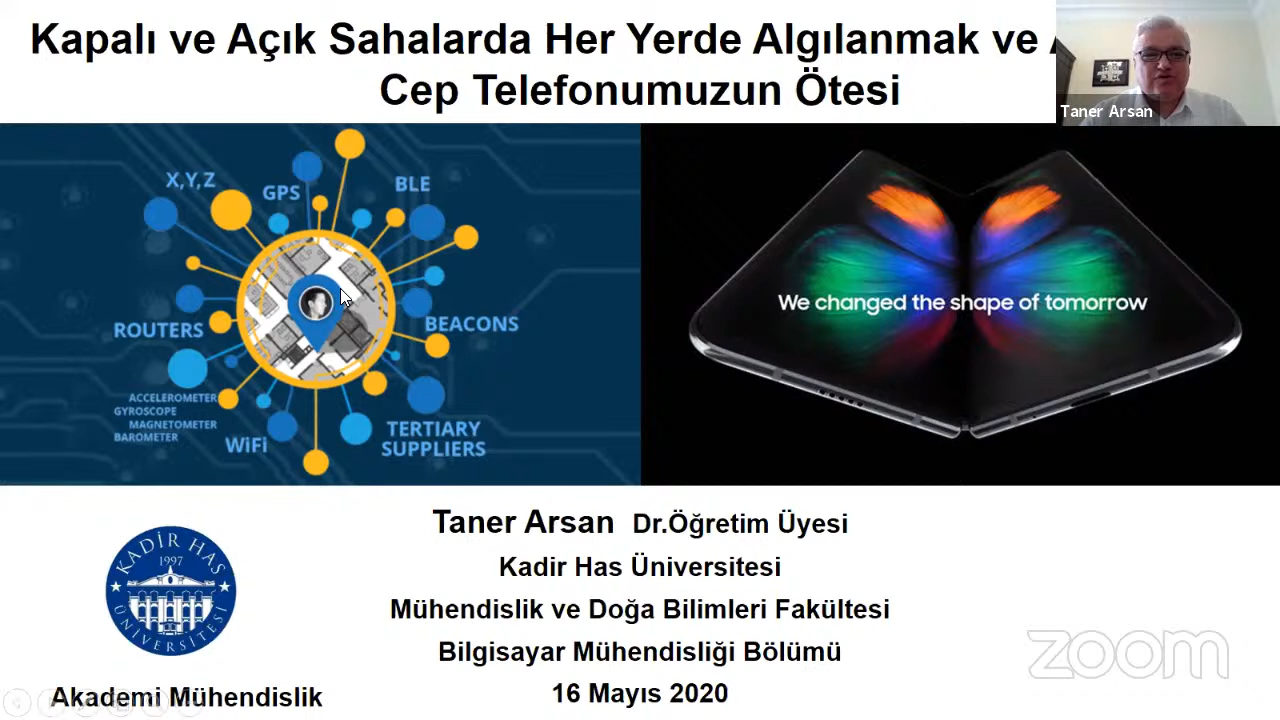 Kapalı ve Açık Sahalarda Her Yerde Algılanmak ve
Cep Telefonumuzun Ötesi
Taner Arsan
X,Y,Z
GPS
BLE
ROUTERS
BEACONS
ACCELEROMETER
GYROSCOPE
MAGNETOMETER
BAROMETER
WiFi
TERTIARY
SUPPLIERS
We changed the shape of tomorrow
Taner Arsan Dr.Öğretim Üyesi
Kadir Has Üniversitesi
Mühendislik ve Doğa Bilimleri Fakültesi
Bilgisayar Mühendisliği Bölümü
16 Mayıs 2020
KADİR HAS
1997
ÜNİVERSİTESİ
Akademi Mühendislik
zoom